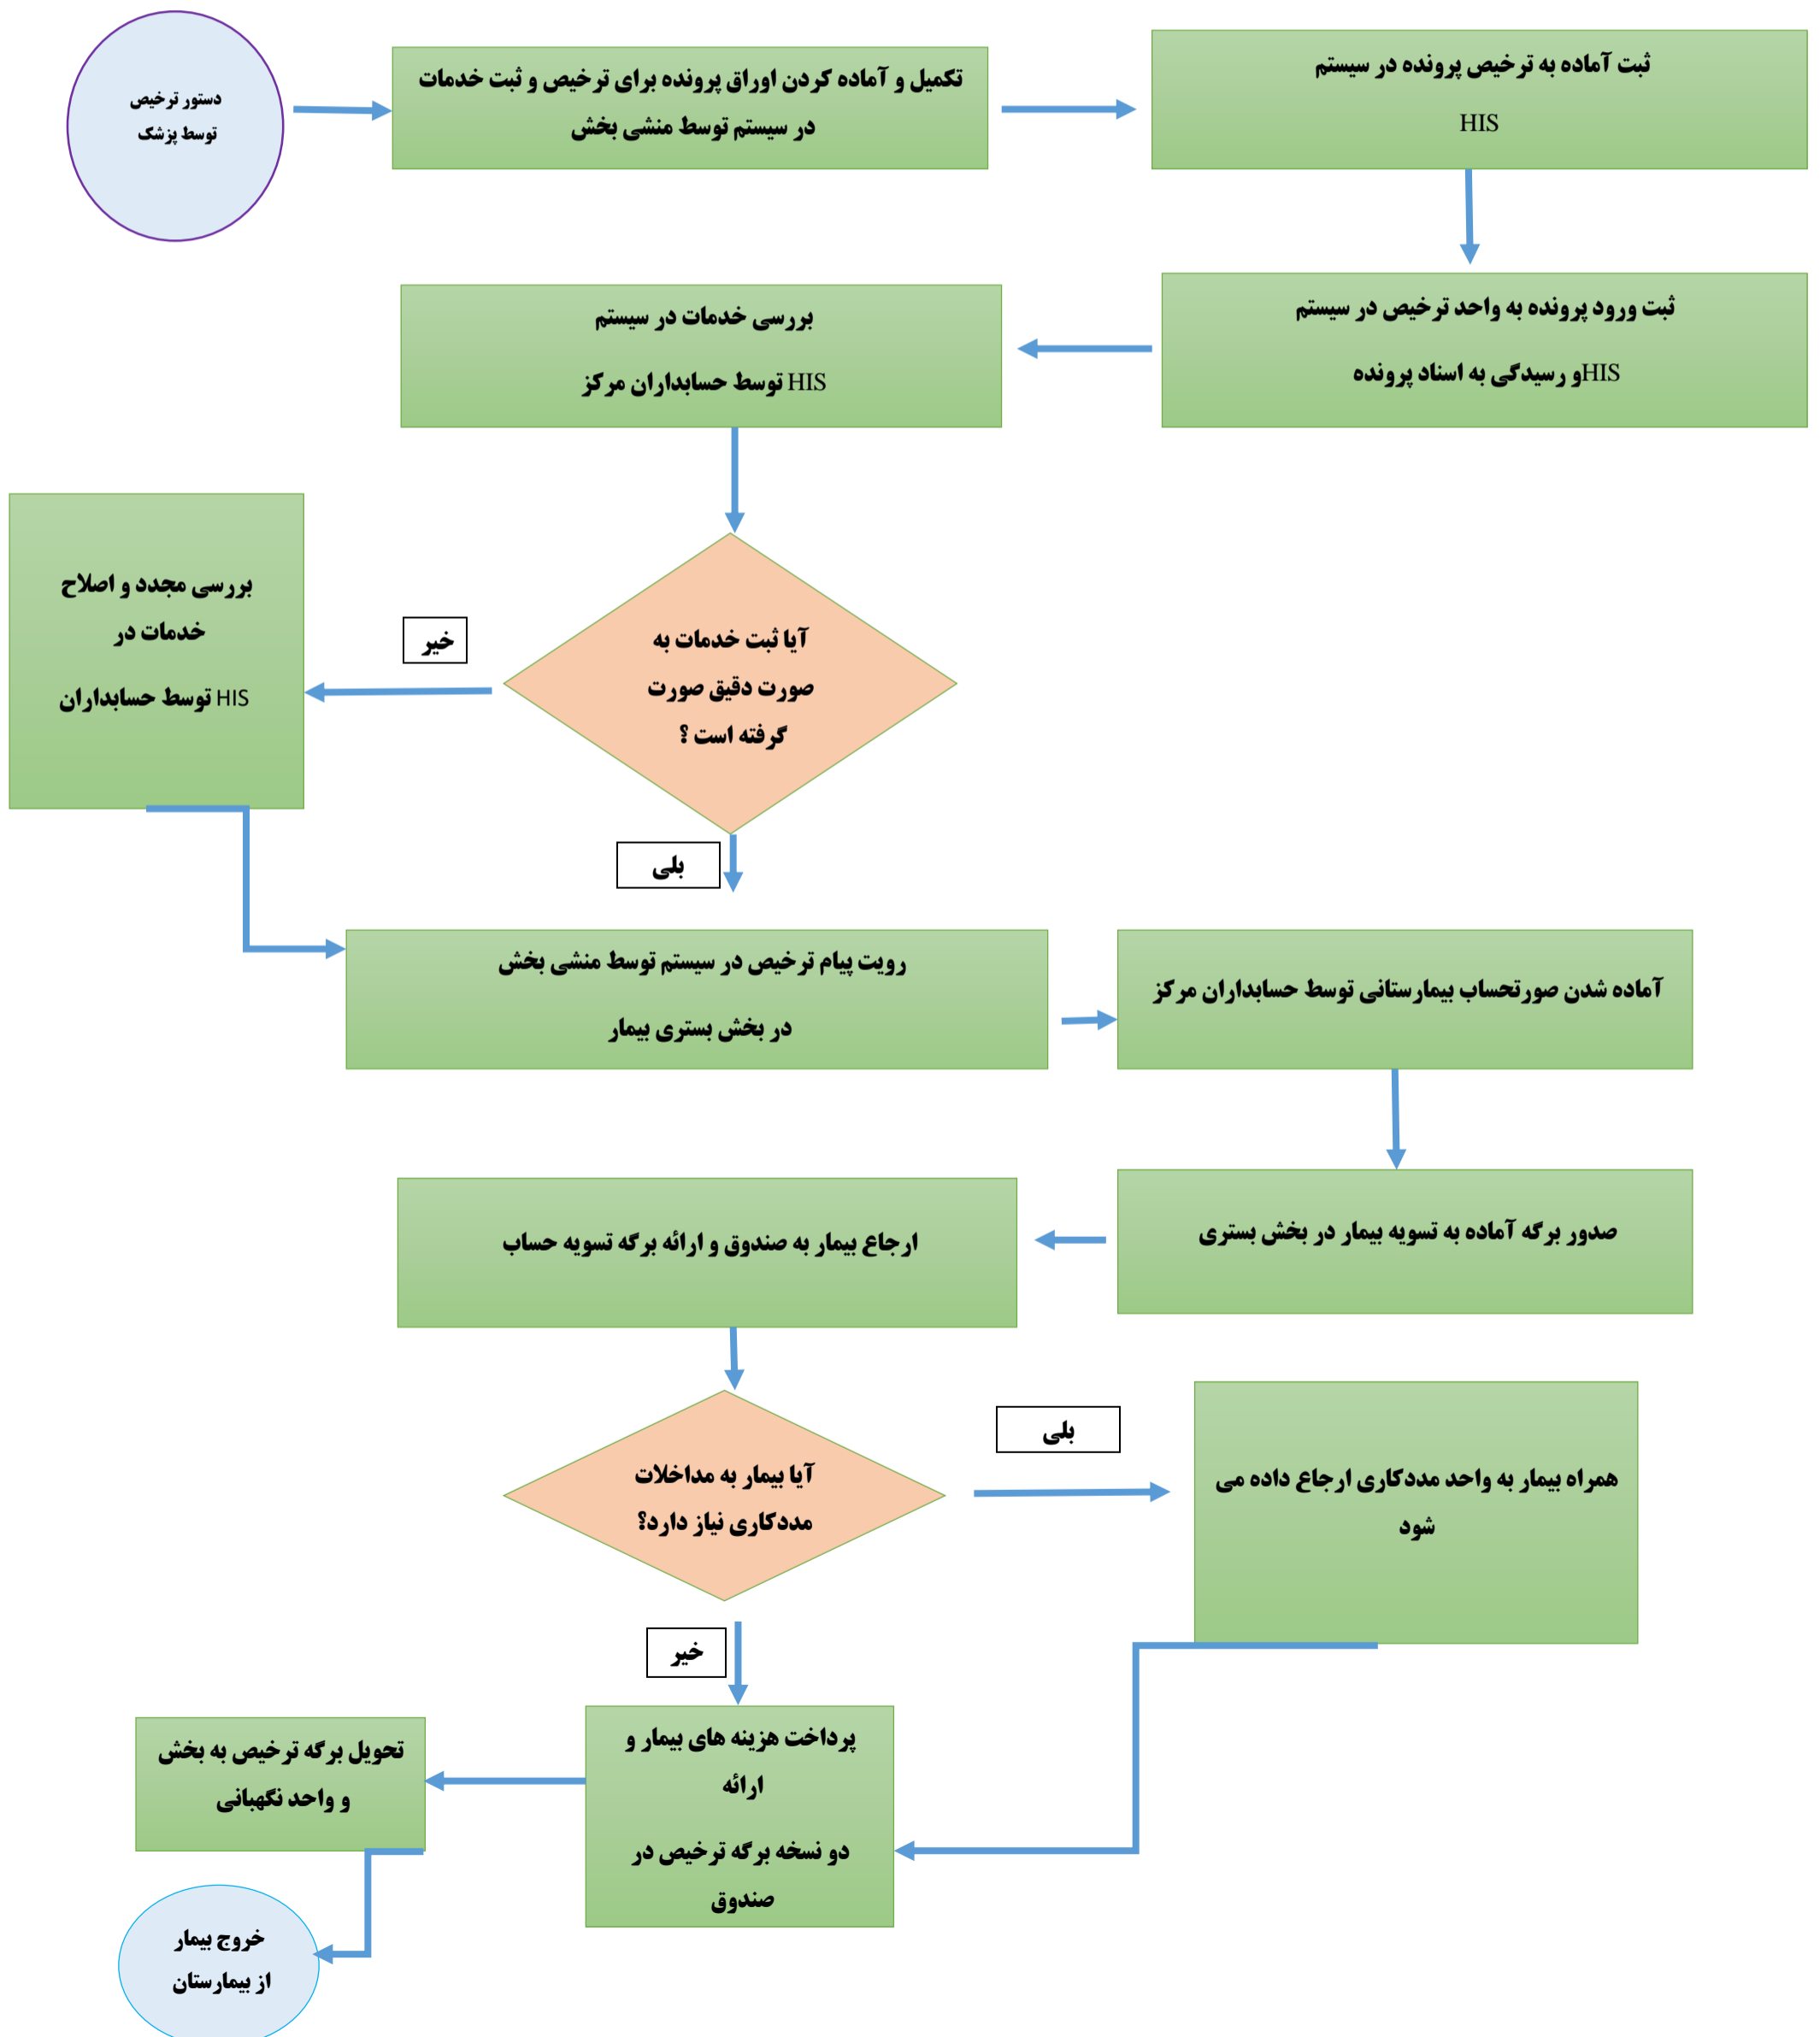 دستور ترخیص
توسط پزشک
تکمیل و آماده کردن اوراق پرونده برای ترخیص و ثبت خدمات
در سیستم توسط منشی بخش
ثبت آماده به ترخیص پرونده در سیستم
HIS
ثبت ورود پرونده به واحد ترخیص در سیستم
HISو رسیدگی به اسناد پرونده
بررسی خدمات در سیستم
HIS توسط حسابداران مرکز
آیا ثبت خدمات به
صورت دقیق صورت
گرفته است ؟
خیر
بررسی مجدد و اصلاح
خدمات در
HIS توسط حسابداران
بلی
رویت پیام ترخیص در سیستم توسط منشی بخش
در بخش بستری بیمار
آماده شدن صورتحساب بیمارستانی توسط حسابداران مرکز
صدور برگه آماده به تسویه بیمار در بخش بستری
ارجاع بیمار به صندوق و ارائه برگه تسویه حساب
آیا بیمار به مداخلات
مددکاری نیاز دارد؟
بلی
همراه بیمار به واحد مددکاری ارجاع داده می
شود
خیر
پرداخت هزینه های بیمار و
ارائه
دو نسخه برگه ترخیص در
صندوق
تحویل برگه ترخیص به بخش
و واحد نگهبانی
خروج بیمار
از بیمارستان